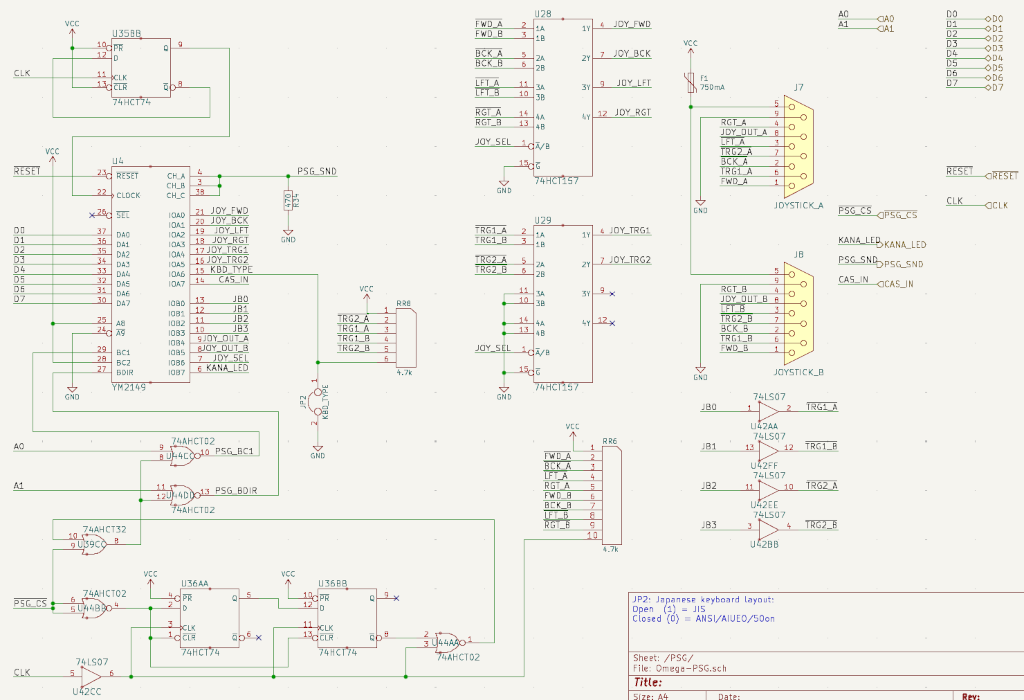 VCC
U35BB
10 PR Q 9
12 D
CLK 11 CLK
13 CLR Q 8
74HCT74
VCC
U4
RESET 23 RESET CH_A 4 PSG_SND
CH_B 3
22 CLOCK CH_C 38
470 R34
GND
26 SEL IOA0 21 JOY_FWD
IOA1 20 JOY_BCK
D0 37 DA0 IOA2 19 JOY_LFT
D1 36 DA1 IOA3 18 JOY_RGT
D2 35 DA2 IOA4 17 JOY_TRG1
D3 34 DA3 IOA5 16 JOY_TRG2
D4 33 DA4 IOA6 15 KBD_TYPE
D5 32 DA5 IOA7 14 CAS_IN
D6 31 DA6
D7 30 DA7 IOB0 13 JB0
IOB1 12 JB1
25 A8 IOB2 11 JB2
24 A9 IOB3 10 JB3
IOB4 9 JOY_OUT_A
29 BC1 IOB5 8 JOY_OUT_B
28 BC2 IOB6 7 JOY_SEL
27 BDIR IOB7 6 KANA_LED
YM2149
GND
VCC
RR8
1
TRG2_A 2
TRG1_A 3
TRG1_B 4
TRG2_B 5
6
4.7k
1
JP2
KBD_TYPE
2
GND
74AHCT02
A0 9
8 U44CC 10 PSG_BC1
A1 11
12 U44DD 13 PSG_BDIR
74AHCT02
74AHCT32
10
9 U39CC 8
74AHCT02
PSG_CS 6
5 U44BB 4
VCC
U36AA
4 PR Q 5
2 D
3 CLK
1 CLR Q 6
74HCT74
VCC
U36BB
10 PR Q 9
12 D
11 CLK
13 CLR Q 8
74HCT74
2
3 U44AA 1
74AHCT02
74LS07
CLK 5 6
U42CC
U28
FWD_A 2 1A 1Y 4 JOY_FWD
FWD_B 3 1B
BCK_A 5 2A 2Y 7 JOY_BCK
BCK_B 6 2B
LFT_A 11 3A 3Y 9 JOY_LFT
LFT_B 10 3B
RGT_A 14 4A 4Y 12 JOY_RGT
RGT_B 13 4B
JOY_SEL 1 A/B
15 G
GND
74HCT157
U29
TRG1_A 2 1A 1Y 4 JOY_TRG1
TRG1_B 3 1B
TRG2_A 5 2A 2Y 7 JOY_TRG2
TRG2_B 6 2B
11 3A 3Y 9
10 3B
14 4A 4Y 12
13 4B
JOY_SEL 1 A/B
15 G
GND
74HCT157
VCC
RR6
1
FWD_A 2
BCK_A 3
LFT_A 4
RGT_A 5
FWD_B 6
BCK_B 7
LFT_B 8
RGT_B 9
10
4.7k
VCC
F1
750mA
J7
5
9
RGT_A 4
JOY_OUT_A 8
LFT_A 3
TRG2_A 7
BCK_A 2
TRG1_A 6
FWD_A 1
GND
JOYSTICK_A
J8
5
9
RGT_B 4
JOY_OUT_B 8
LFT_B 3
TRG2_B 7
BCK_B 2
TRG1_B 6
FWD_B 1
GND
JOYSTICK_B
74LS07
JB0 1 2 TRG1_A
U42AA
74LS07
JB1 13 12 TRG1_B
U42FF
74LS07
JB2 11 10 TRG2_A
U42EE
74LS07
JB3 3 4 TRG2_B
U42BB
A0 A0
A1 A1
D0 D0
D1 D1
D2 D2
D3 D3
D4 D4
D5 D5
D6 D6
D7 D7
RESET RESET
CLK CLK
PSG_CS PSG_CS
KANA_LED KANA_LED
PSG_SND PSG_SND
CAS_IN CAS_IN
JP2: Japanese keyboard layout:
Open (1) = JIS
Closed (0) = ANSI/AIUEO/50on
Sheet: /PSG/
File: Omega-PSG.sch
Title:
Size: A4 Date: Rev: